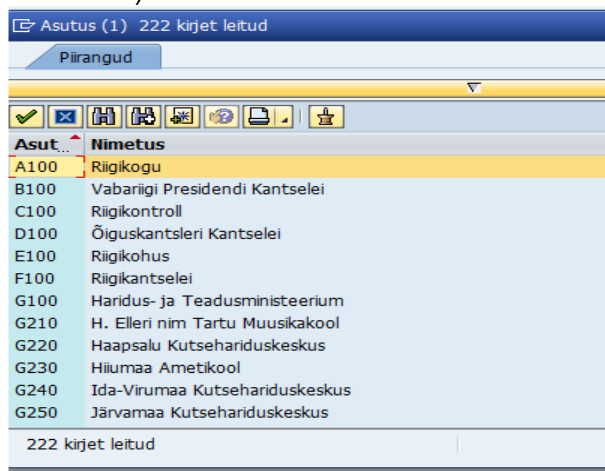 Asutus (1) 222 kirjet leitud
Piirangud
Asut... Nimetus
A100 Riigikogu
B100 Vabariigi Presidendi Kantselei
C100 Riigikontroll
D100 Õiguskantsleri Kantselei
E100 Riigikohus
F100 Riigikantselei
G100 Haridus- ja Teadusministeerium
G210 H. Elleri nim Tartu Muusikakool
G220 Haapsalu Kutsehariduskeskus
G230 Hiiumaa Ametikool
G240 Ida-Virumaa Kutsehariduskeskus
G250 Järvamaa Kutsehariduskeskus
222 kirjet leitud